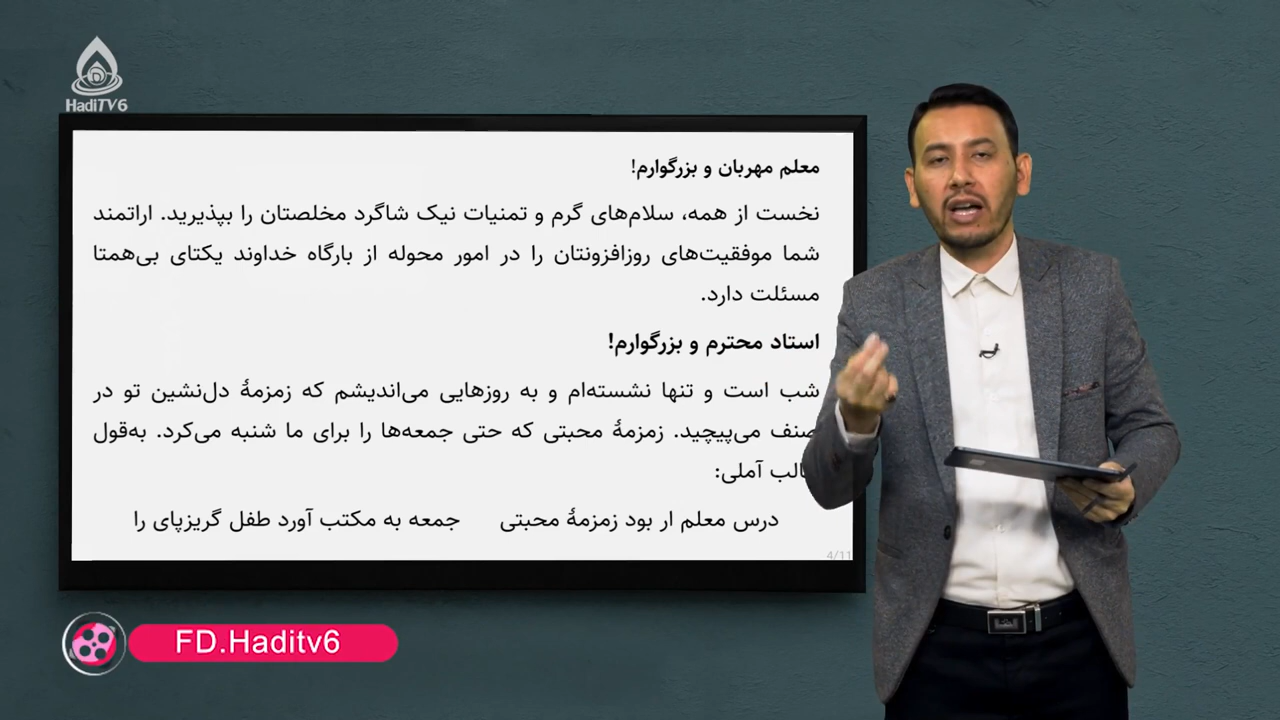 HadiTV6
معلم مهربان و بزرگوارم!
نخست از همه، سلام‌های گرم و تمنیات نیک شاگرد مخلصتان را بپذیرید. اراتمند
شما موفقیت‌های روزافزونتان را در امور محوله از بارگاه خداوند یکتای بی‌همتا
مسئلت دارد.
استاد محترم و بزرگوارم!
شب است و تنها نشسته‌ام و به روزهایی می‌اندیشم که زمزمهٔ دل‌نشین تو در
صنف می‌پیچید. زمزمهٔ محبتی که حتی جمعه‌ها را برای ما شنبه می‌کرد. به‌قول
آملی:
درس معلم ار بود زمزمهٔ محبتی جمعه به مکتب آورد طفل گریزپای را
4/11
FD.Haditv6